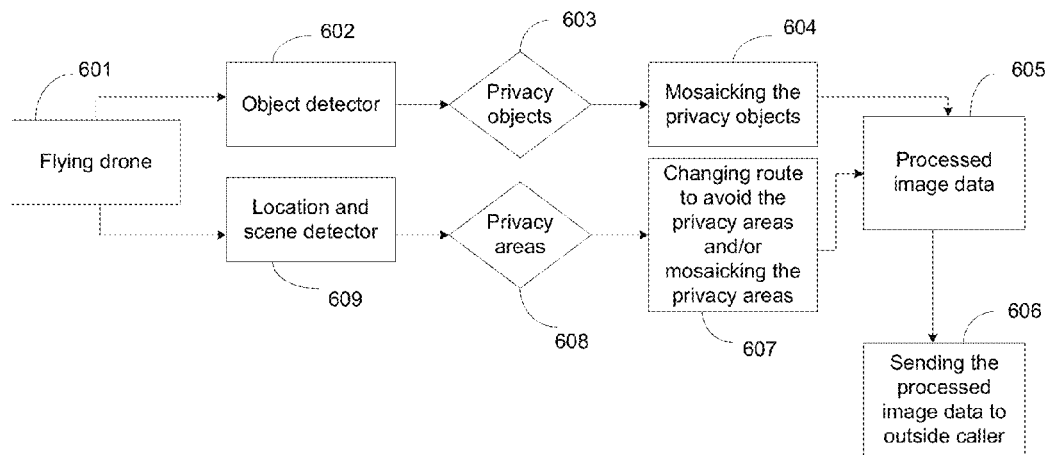 601
Flying drone
602
Object detector
603
Privacy
objects
604
Mosaicking the
privacy objects
605
Processed
image data
Location and
scene detector
609
Privacy
areas
608
Changing route
to avoid the
privacy areas
and/or
mosaicking the
privacy areas
607
606
Sending the
processed
image data to
outside caller